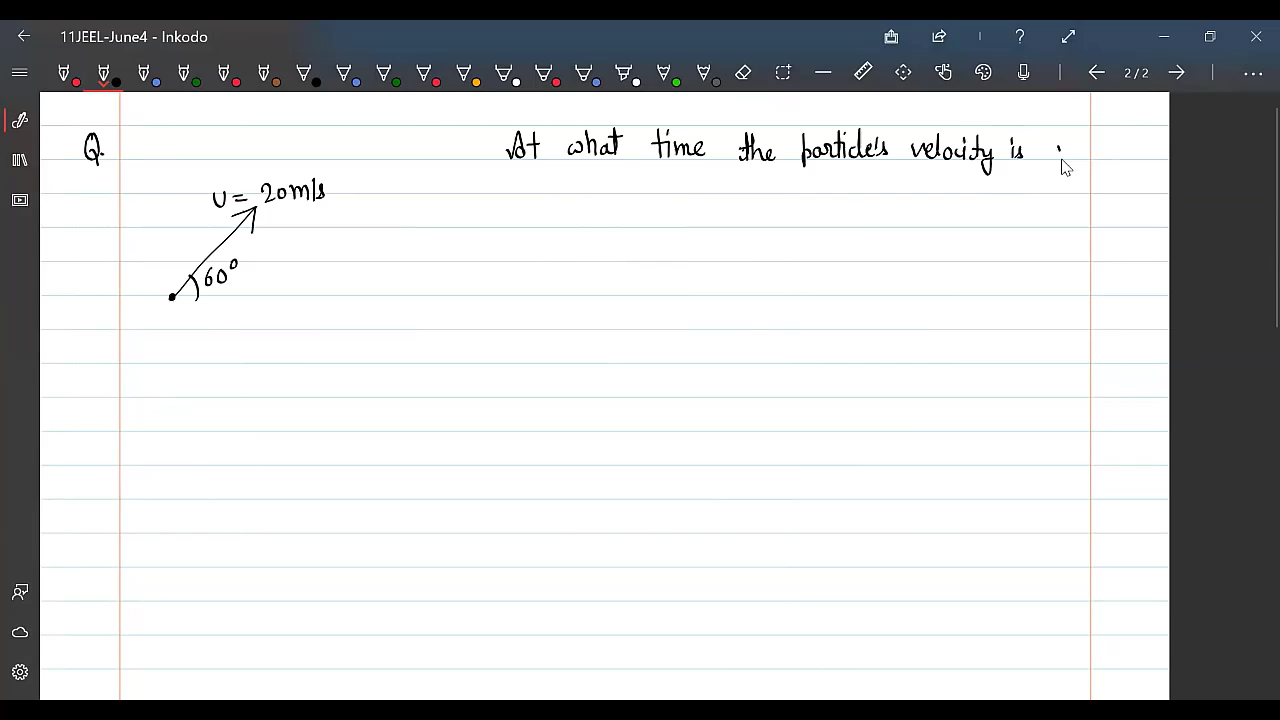 11JEEL-June4 - Inkodo
2/2
Q. At what time the particle's velocity is
u = 20m/s
60°